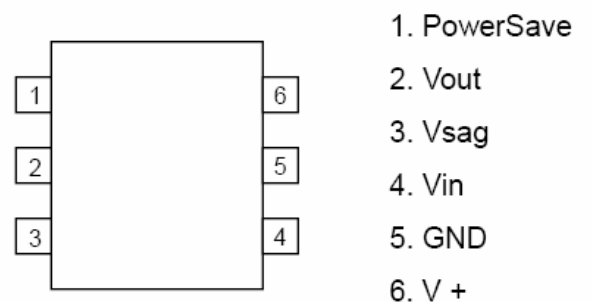 1. PowerSave
1 6
2. Vout
3. Vsag
2 5
4. Vin
3 4
5. GND
6. V +